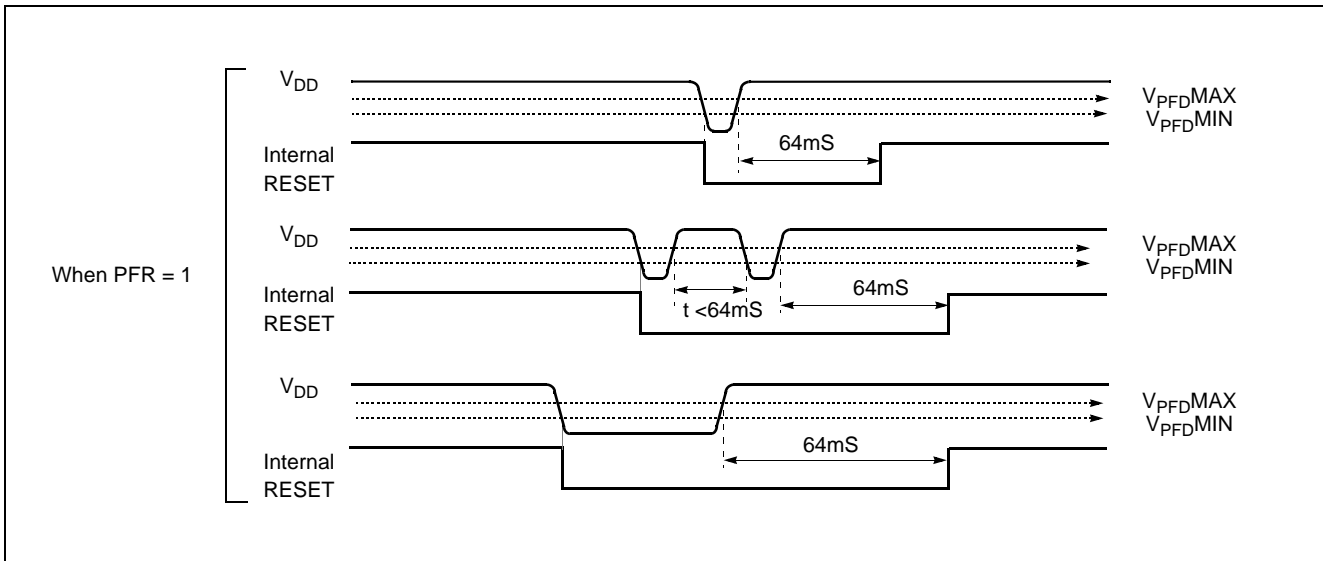 When PFR = 1
VDD
VPFDMAX
VPFDMIN
64mS
Internal
RESET
VDD
VPFDMAX
VPFDMIN
64mS
t <64mS
Internal
RESET
VDD
VPFDMAX
VPFDMIN
64mS
Internal
RESET